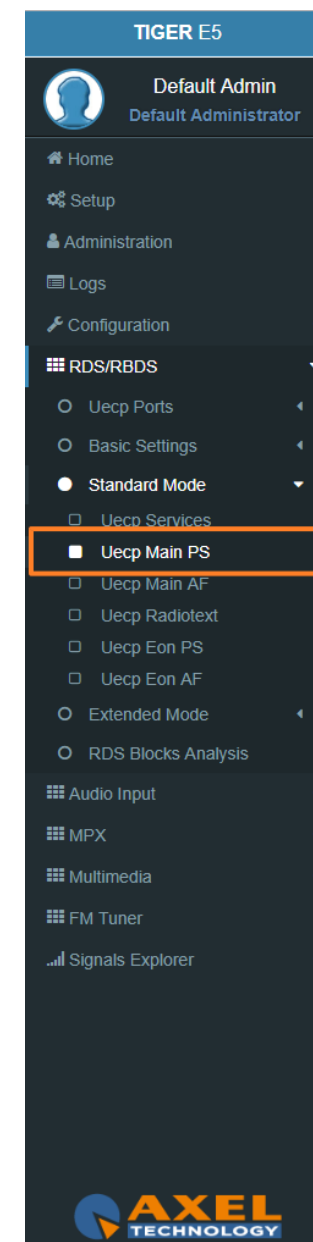 TIGER E5
Default Admin
Default Administrator
Home
Setup
Administration
Logs
Configuration
RDS/RBDS
Uecp Ports
Basic Settings
Standard Mode
Uecp Services
Uecp Main PS
Uecp Main AF
Uecp Radiotext
Uecp Eon PS
Uecp Eon AF
Extended Mode
RDS Blocks Analysis
Audio Input
MPX
Multimedia
FM Tuner
Signals Explorer
AXEL
TECHNOLOGY